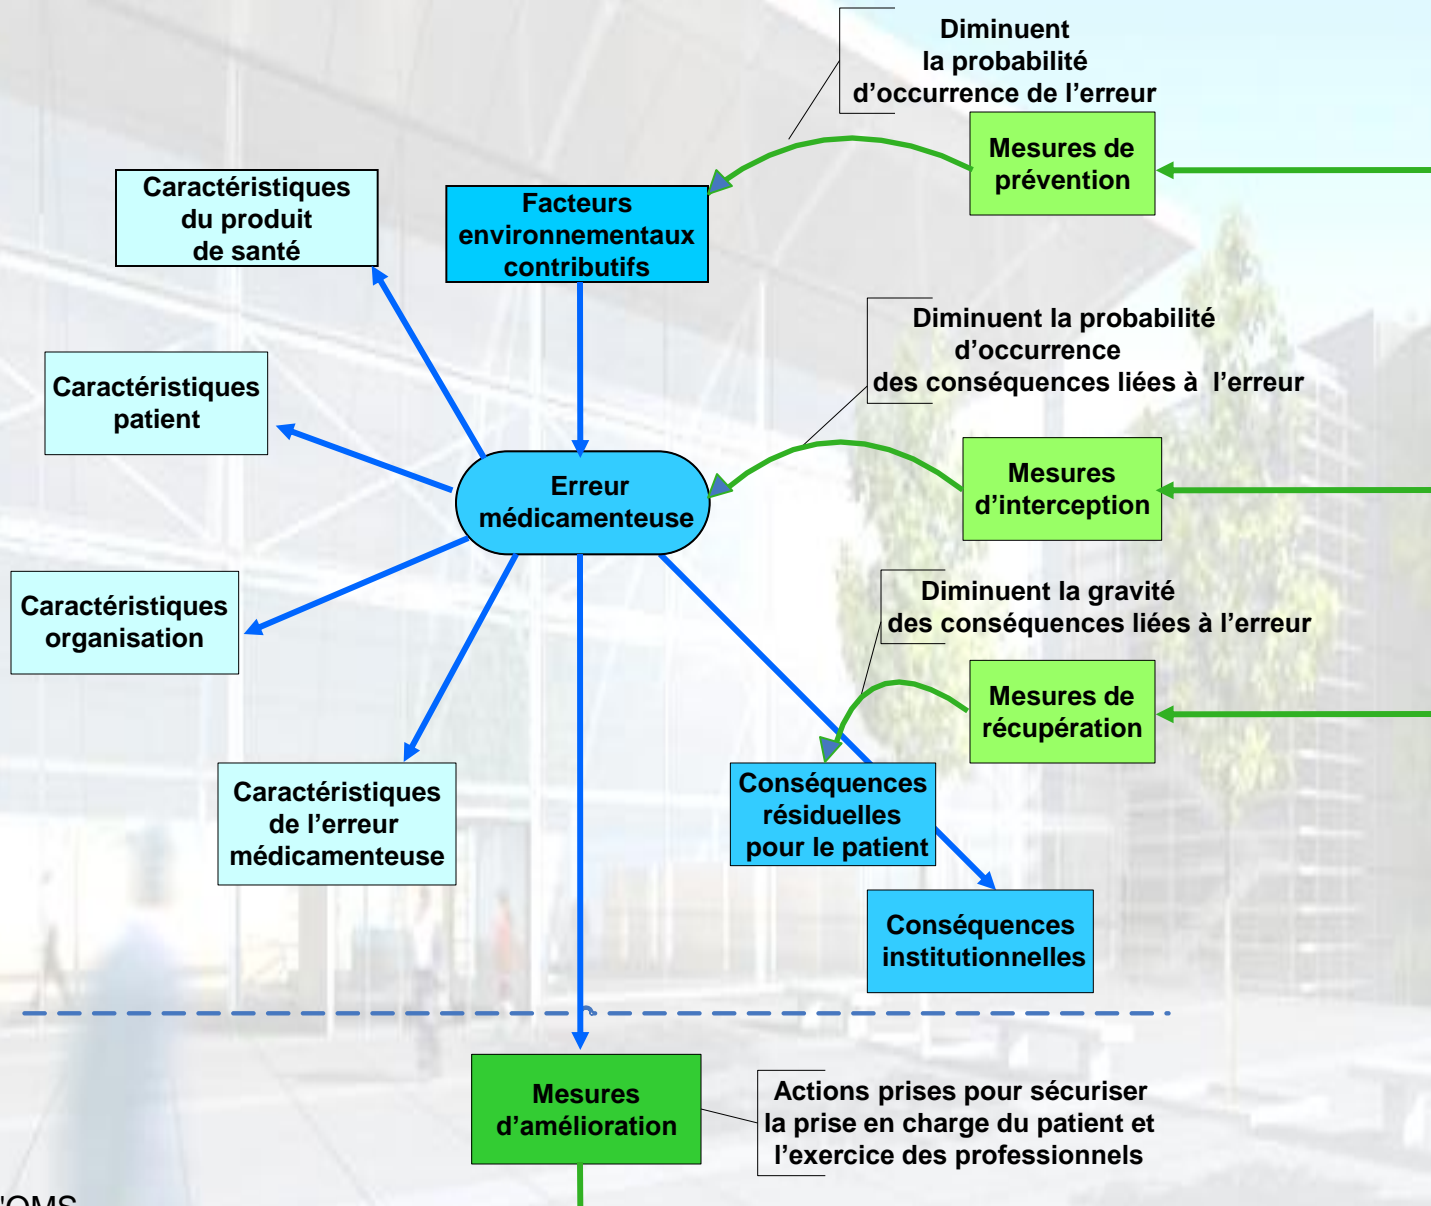 Diminuent
la probabilité
d'occurrence de l'erreur
Mesures de
prévention
Caractéristiques
du produit
de santé
Facteurs
environnementaux
contributifs
Diminuent la probabilité
d'occurrence
des conséquences liées à l'erreur
Caractéristiques
patient
Erreur
médicamenteuse
Mesures
d'interception
Diminuent la gravité
des conséquences liées à l'erreur
Caractéristiques
organisation
Mesures de
récupération
Caractéristiques
de l'erreur
médicamenteuse
Conséquences
résiduelles
pour le patient
Conséquences
institutionnelles
Mesures
d'amélioration
Actions prises pour sécuriser
la prise en charge du patient et
l'exercice des professionnels